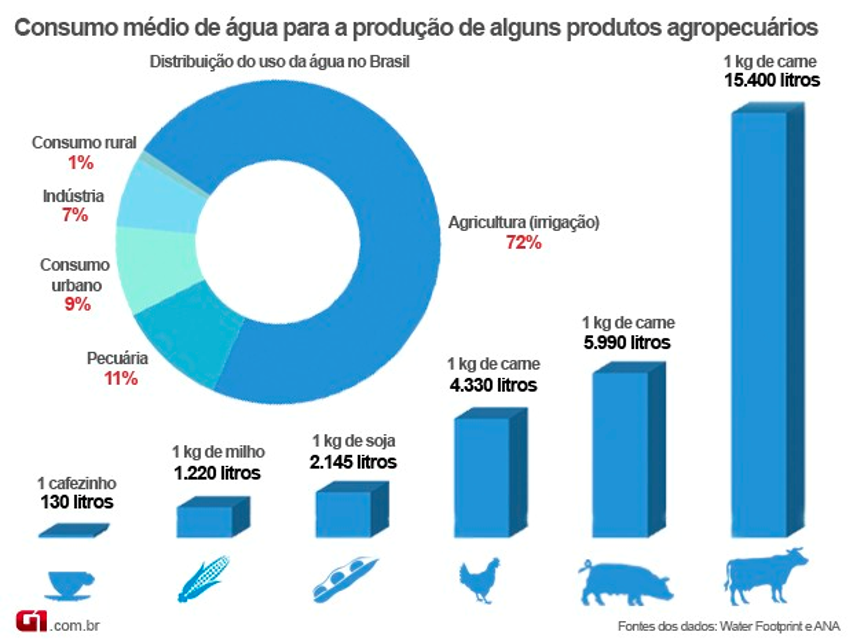 Consumo médio de água para a produção de alguns produtos agropecuários
Distribuição do uso da água no Brasil
1 kg de carne
15.400 litros
Consumo rural
1%
Indústria
7%
Agricultura (irrigação)
72%
Consumo
urbano
9%
Pecuária
11%
1 kg de carne
5.990 litros
1 kg de carne
4.330 litros
1 kg de soja
2.145 litros
1 kg de milho
1.220 litros
1 cafezinho
130 litros
G1.com.br
Fontes dos dados: Water Footprint e ANA